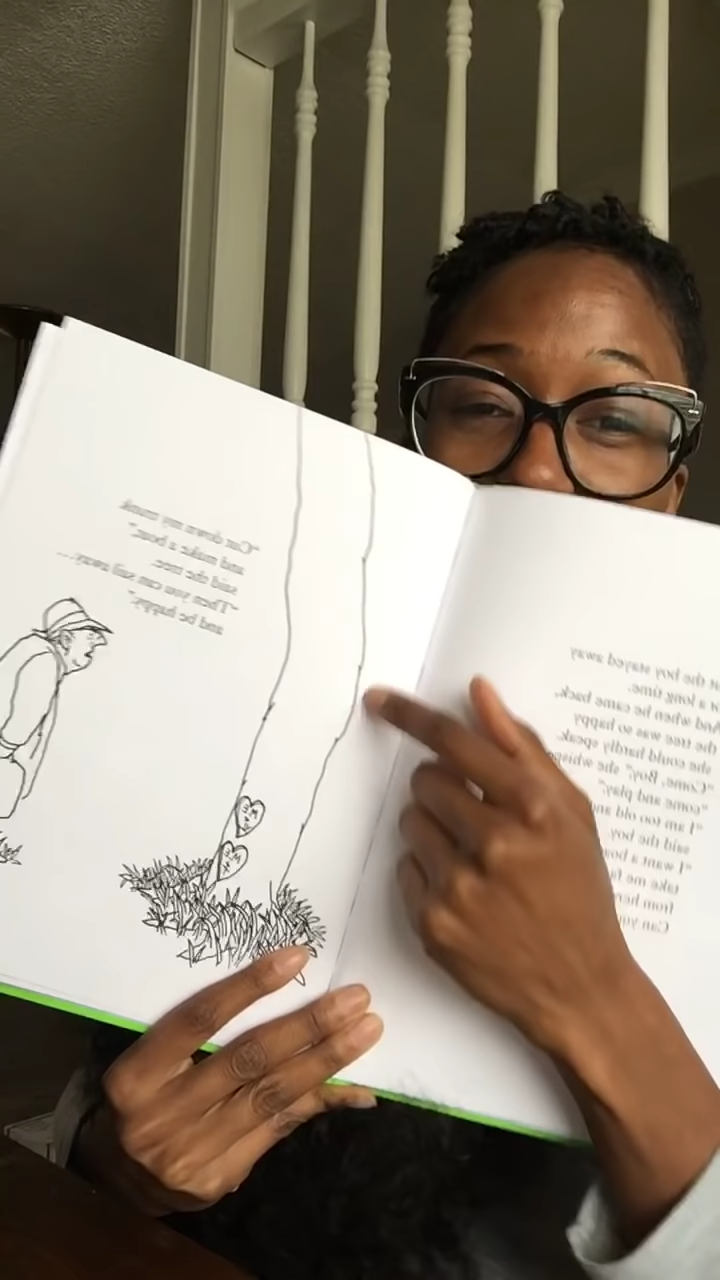 the boy stayed away
a long time.
And when he came back,
the tree was so happy
she could hardly speak.
"Come, Boy," she
"come and play."
"I am too old
said the boy.
"I want a
take me
from
Can
"Cut down my trunk
and make a boat,"
said the tree.
"Then you can sail away . . .
and be happy."